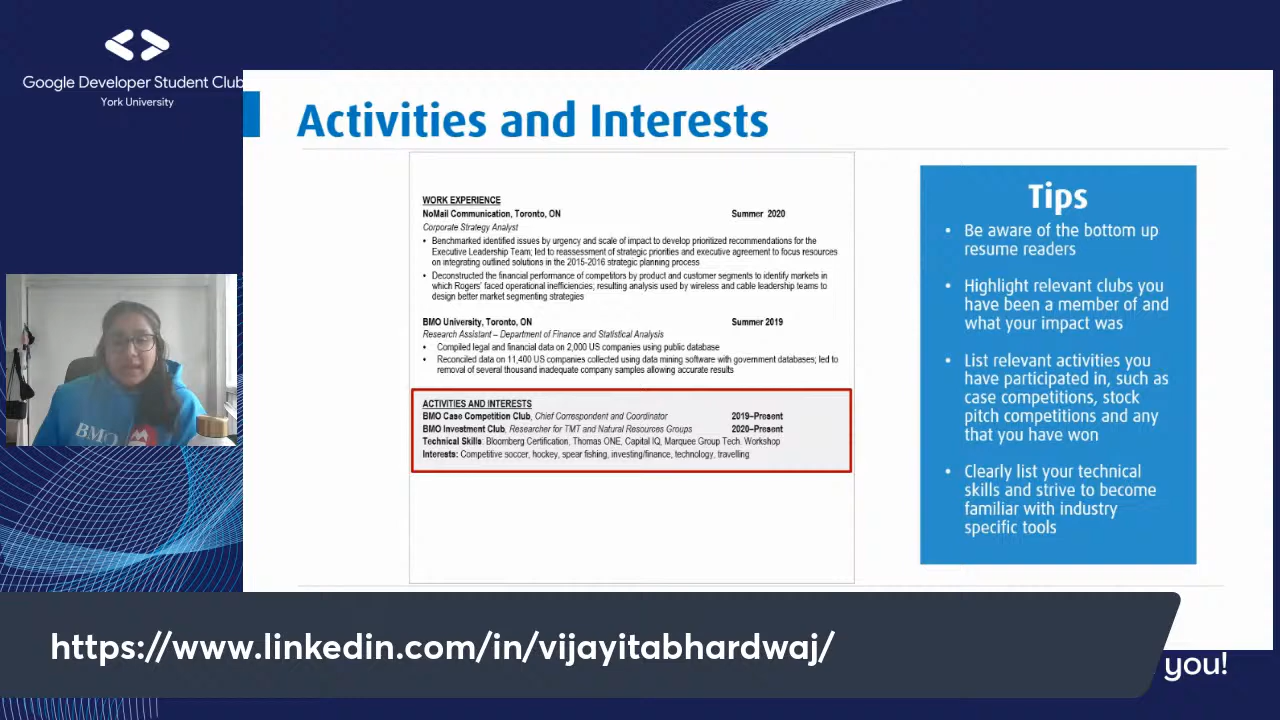 Google Developer Student Club
York University
Activities and Interests
WORK EXPERIENCE
NoMail Communication, Toronto, ON Summer 2020
Corporate Strategy Analyst
• Benchmarked identified issues by urgency and scale of impact to develop prioritized recommendations for the
Executive Leadership Team; led to reassessment of strategic priorities and executive agreement to focus resources
on integrating outlined solutions in the 2015-2016 strategic planning process
• Deconstructed the financial performance of competitors by product and customer segments to identify markets in
which Rogers' faced operational inefficiencies; resulting analysis used by wireless and cable leadership teams to
design better market segmenting strategies
BMO University, Toronto, ON Summer 2019
Research Assistant – Department of Finance and Statistical Analysis
• Compiled legal and financial data on 2,000 US companies using public database
• Reconciled data on 11,400 US companies collected using data mining software with government databases; led to
removal of several thousand inadequate company samples allowing accurate results
ACTIVITIES AND INTERESTS
BMO Case Competition Club, Chief Correspondent and Coordinator 2019–Present
BMO Investment Club, Researcher for TMT and Natural Resources Groups 2020–Present
Technical Skills: Bloomberg Certification, Thomas ONE, Capital IQ, Marquee Group Tech. Workshop
Interests: Competitive soccer, hockey, spear fishing, investing/finance, technology, travelling
Tips
• Be aware of the bottom up
resume readers
• Highlight relevant clubs you
have been a member of and
what your impact was
• List relevant activities you
have participated in, such as
case competitions, stock
pitch competitions and any
that you have won
• Clearly list your technical
skills and strive to become
familiar with industry
specific tools
BMO
https://www.linkedin.com/in/vijayitabhardwaj/
you!